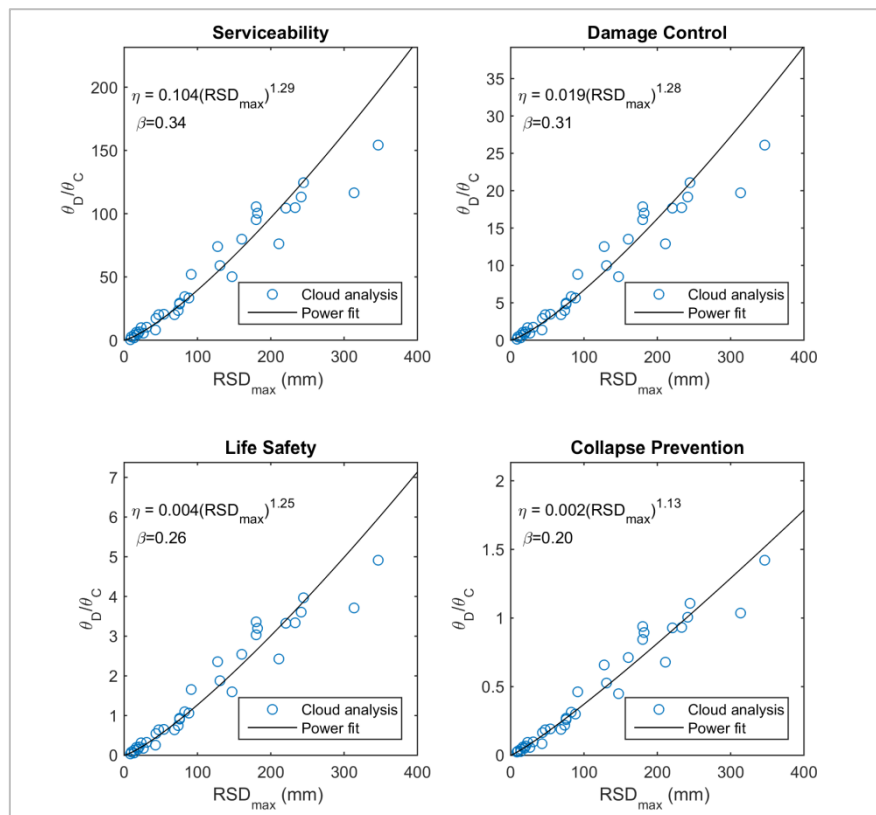 Serviceability
η = 0.104(RSD_max)^1.29
β=0.34
θ_D/θ_C
200
150
100
50
0
Cloud analysis
Power fit
0 100 200 300 400
RSD_max (mm)
Damage Control
η = 0.019(RSD_max)^1.28
β=0.31
θ_D/θ_C
35
30
25
20
15
10
5
0
Cloud analysis
Power fit
0 100 200 300 400
RSD_max (mm)
Life Safety
η = 0.004(RSD_max)^1.25
β=0.26
θ_D/θ_C
7
6
5
4
3
2
1
0
Cloud analysis
Power fit
0 100 200 300 400
RSD_max (mm)
Collapse Prevention
η = 0.002(RSD_max)^1.13
β=0.20
θ_D/θ_C
2
1.5
1
0.5
0
Cloud analysis
Power fit
0 100 200 300 400
RSD_max (mm)